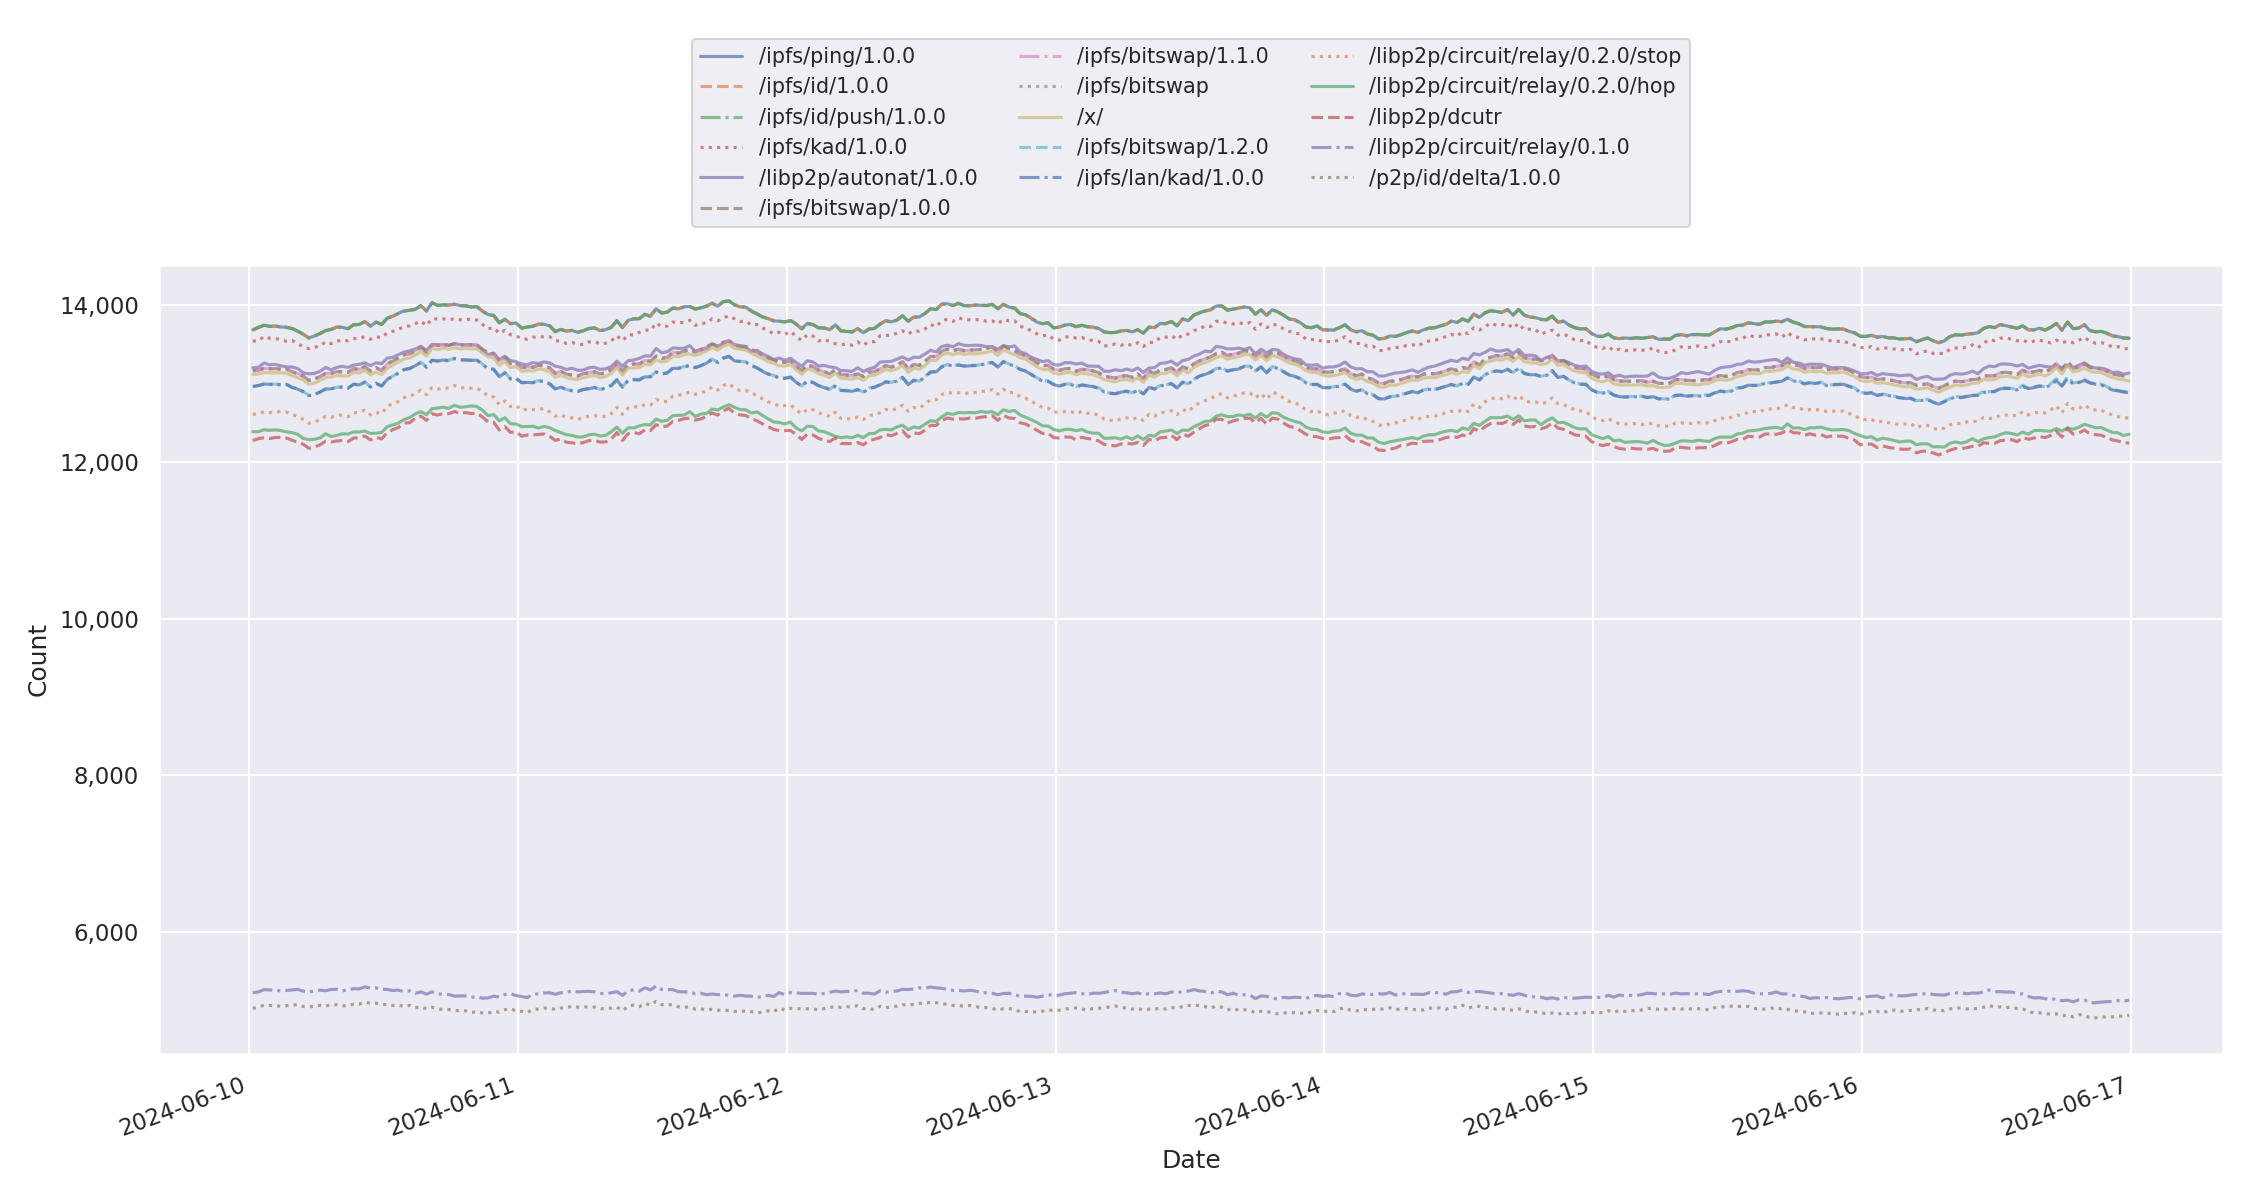 /ipfs/ping/1.0.0
/ipfs/id/1.0.0
/ipfs/id/push/1.0.0
/ipfs/kad/1.0.0
/libp2p/autonat/1.0.0
/ipfs/bitswap/1.0.0
/ipfs/bitswap/1.1.0
/ipfs/bitswap
/x/
/ipfs/bitswap/1.2.0
/ipfs/lan/kad/1.0.0
/libp2p/circuit/relay/0.2.0/stop
/libp2p/circuit/relay/0.2.0/hop
/libp2p/dcutr
/libp2p/circuit/relay/0.1.0
/p2p/id/delta/1.0.0
14,000
12,000
10,000
8,000
6,000
Count
2024-06-10
2024-06-11
2024-06-12
2024-06-13
2024-06-14
2024-06-15
2024-06-16
2024-06-17
Date